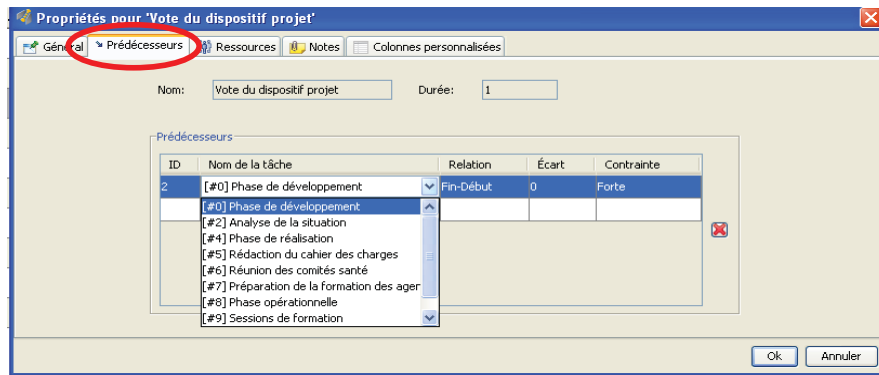 Propriétés pour 'Vote du dispositif projet'
Général Prédécesseurs Ressources Notes Colonnes personnalisées
Nom: Vote du dispositif projet Durée: 1
Prédécesseurs
ID Nom de la tâche Relation Écart Contrainte
2 [#0] Phase de développement Fin-Début 0 Forte
[#0] Phase de développement
[#2] Analyse de la situation
[#4] Phase de réalisation
[#5] Rédaction du cahier des charges
[#6] Réunion des comités santé
[#7] Préparation de la formation des ager
[#8] Phase opérationnelle
[#9] Sessions de formation
Ok Annuler